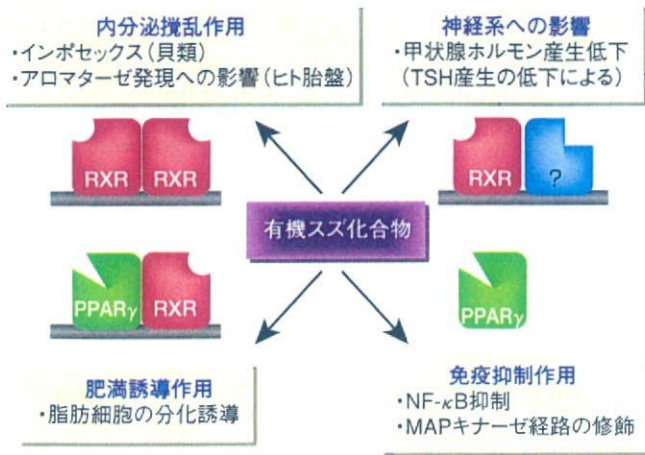 内分泌撹乱作用
・インポセックス(貝類)
・アロマターゼ発現への影響(ヒト胎盤)
神経系への影響
・甲状腺ホルモン産生低下
(TSH産生の低下による)
RXR
RXR
RXR
?
有機スズ化合物
PPARγ
RXR
PPARγ
肥満誘導作用
・脂肪細胞の分化誘導
免疫抑制作用
・NF-κB抑制
・MAPキナーゼ経路の修飾